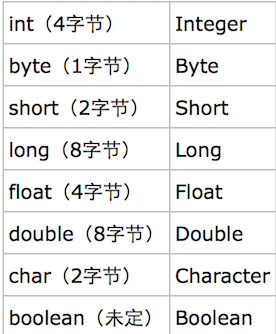 int（4字节） Integer
byte（1字节） Byte
short（2字节） Short
long（8字节） Long
float（4字节） Float
double（8字节） Double
char（2字节） Character
boolean（未定） Boolean